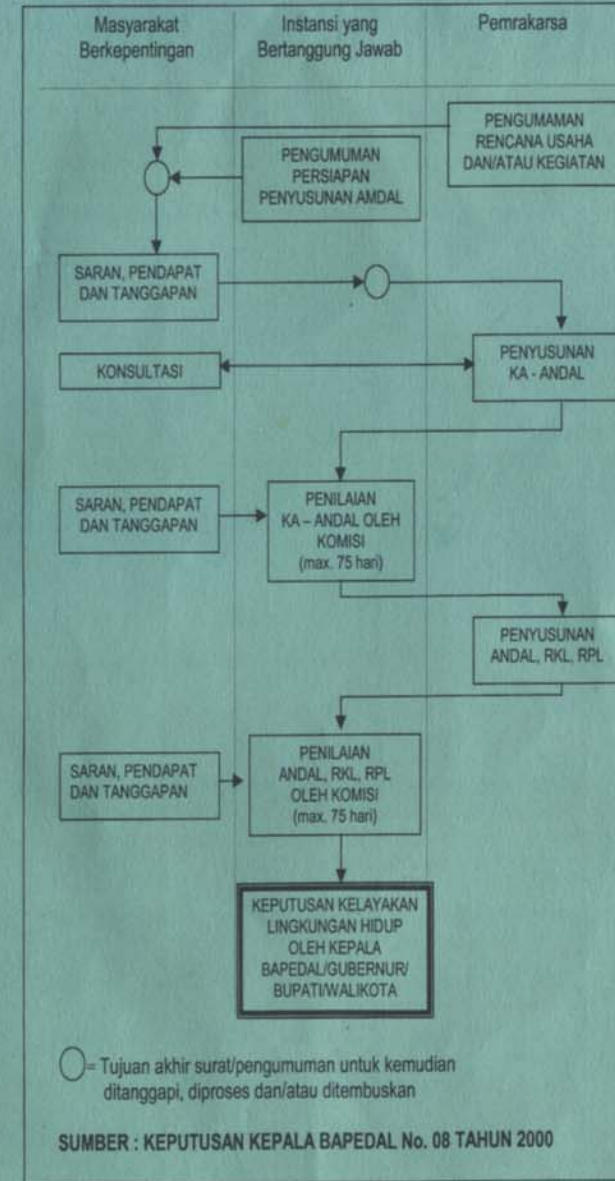 Masyarakat
Berkepentingan
Instansi yang
Bertanggung Jawab
Pemrakarsa
PENGUMAMAN
RENCANA USAHA
DAN/ATAU KEGIATAN
PENGUMUMAN
PERSIAPAN
PENYUSUNAN AMDAL
SARAN, PENDAPAT
DAN TANGGAPAN
KONSULTASI
PENYUSUNAN
KA - ANDAL
SARAN, PENDAPAT
DAN TANGGAPAN
PENILAIAN
KA – ANDAL OLEH
KOMISI
(max. 75 hari)
PENYUSUNAN
ANDAL, RKL, RPL
SARAN, PENDAPAT
DAN TANGGAPAN
PENILAIAN
ANDAL, RKL, RPL
OLEH KOMISI
(max. 75 hari)
KEPUTUSAN KELAYAKAN
LINGKUNGAN HIDUP
OLEH KEPALA
BAPEDAL/GUBERNUR/
BUPATI/WALIKOTA
= Tujuan akhir surat/pengumuman untuk kemudian
ditanggapi, diproses dan/atau ditembuskan
SUMBER : KEPUTUSAN KEPALA BAPEDAL No. 08 TAHUN 2000